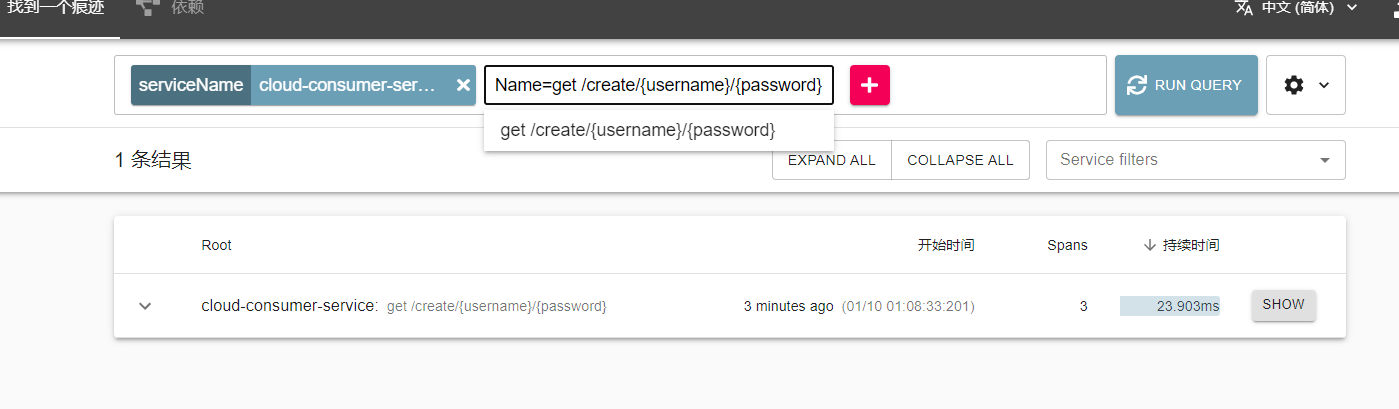 找到一个痕迹 依赖 中文 (简体)
serviceName cloud-consumer-ser… Name=get /create/{username}/{password} RUN QUERY
get /create/{username}/{password}
1 条结果 EXPAND ALL COLLAPSE ALL Service filters
Root 开始时间 Spans 持续时间
cloud-consumer-service: get /create/{username}/{password} 3 minutes ago (01/10 01:08:33:201) 3 23.903ms SHOW